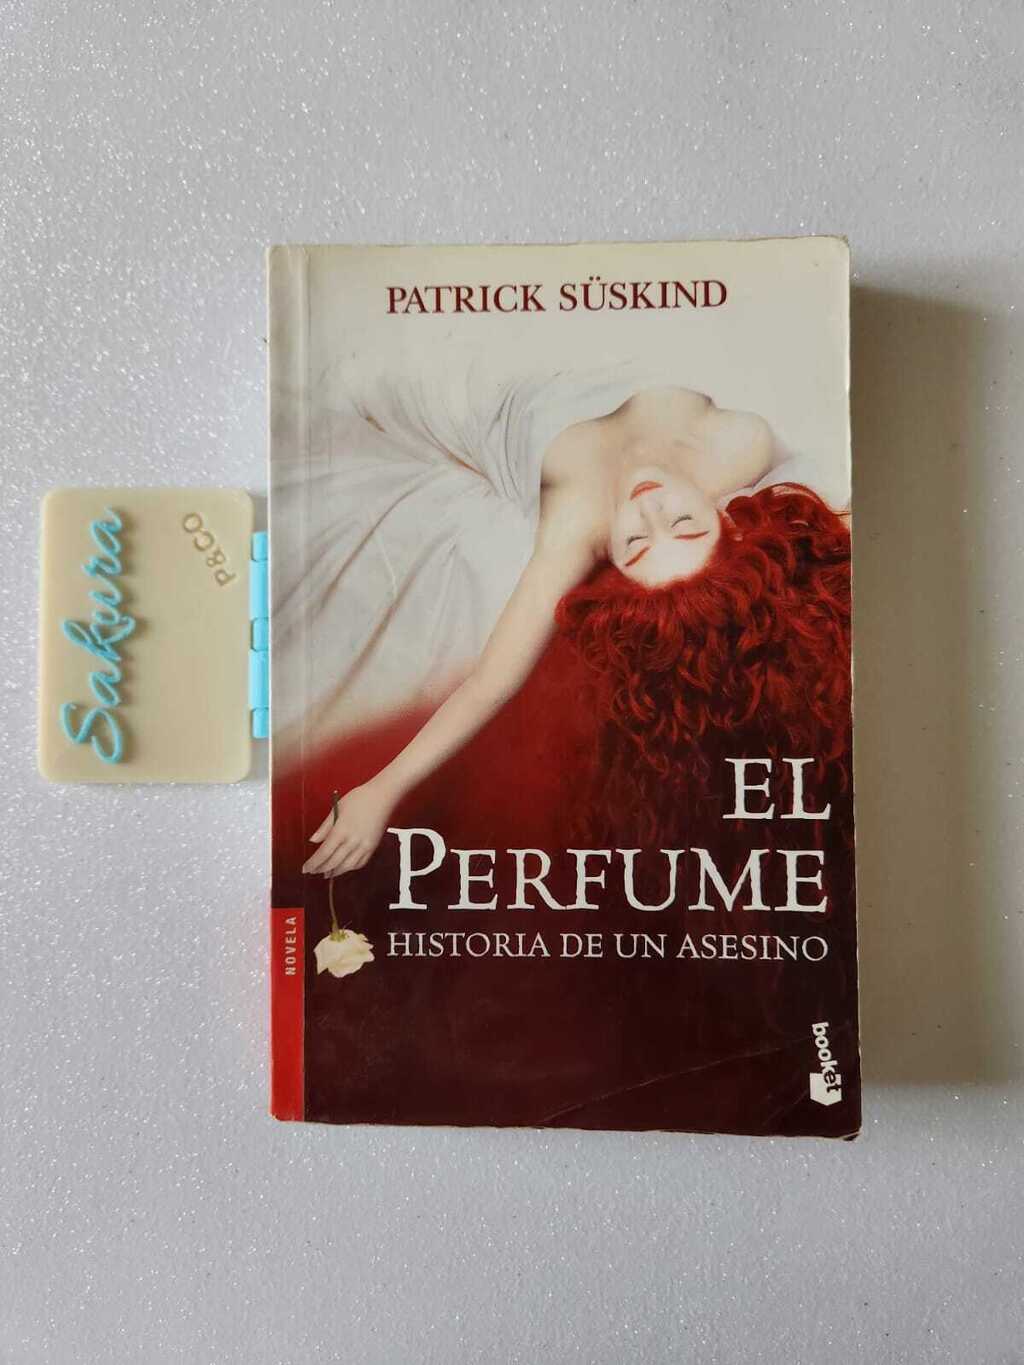 PATRICK SÜSKIND
Sakura
P&CO
EL
PERFUME
HISTORIA DE UN ASESINO
NOVELA
booket